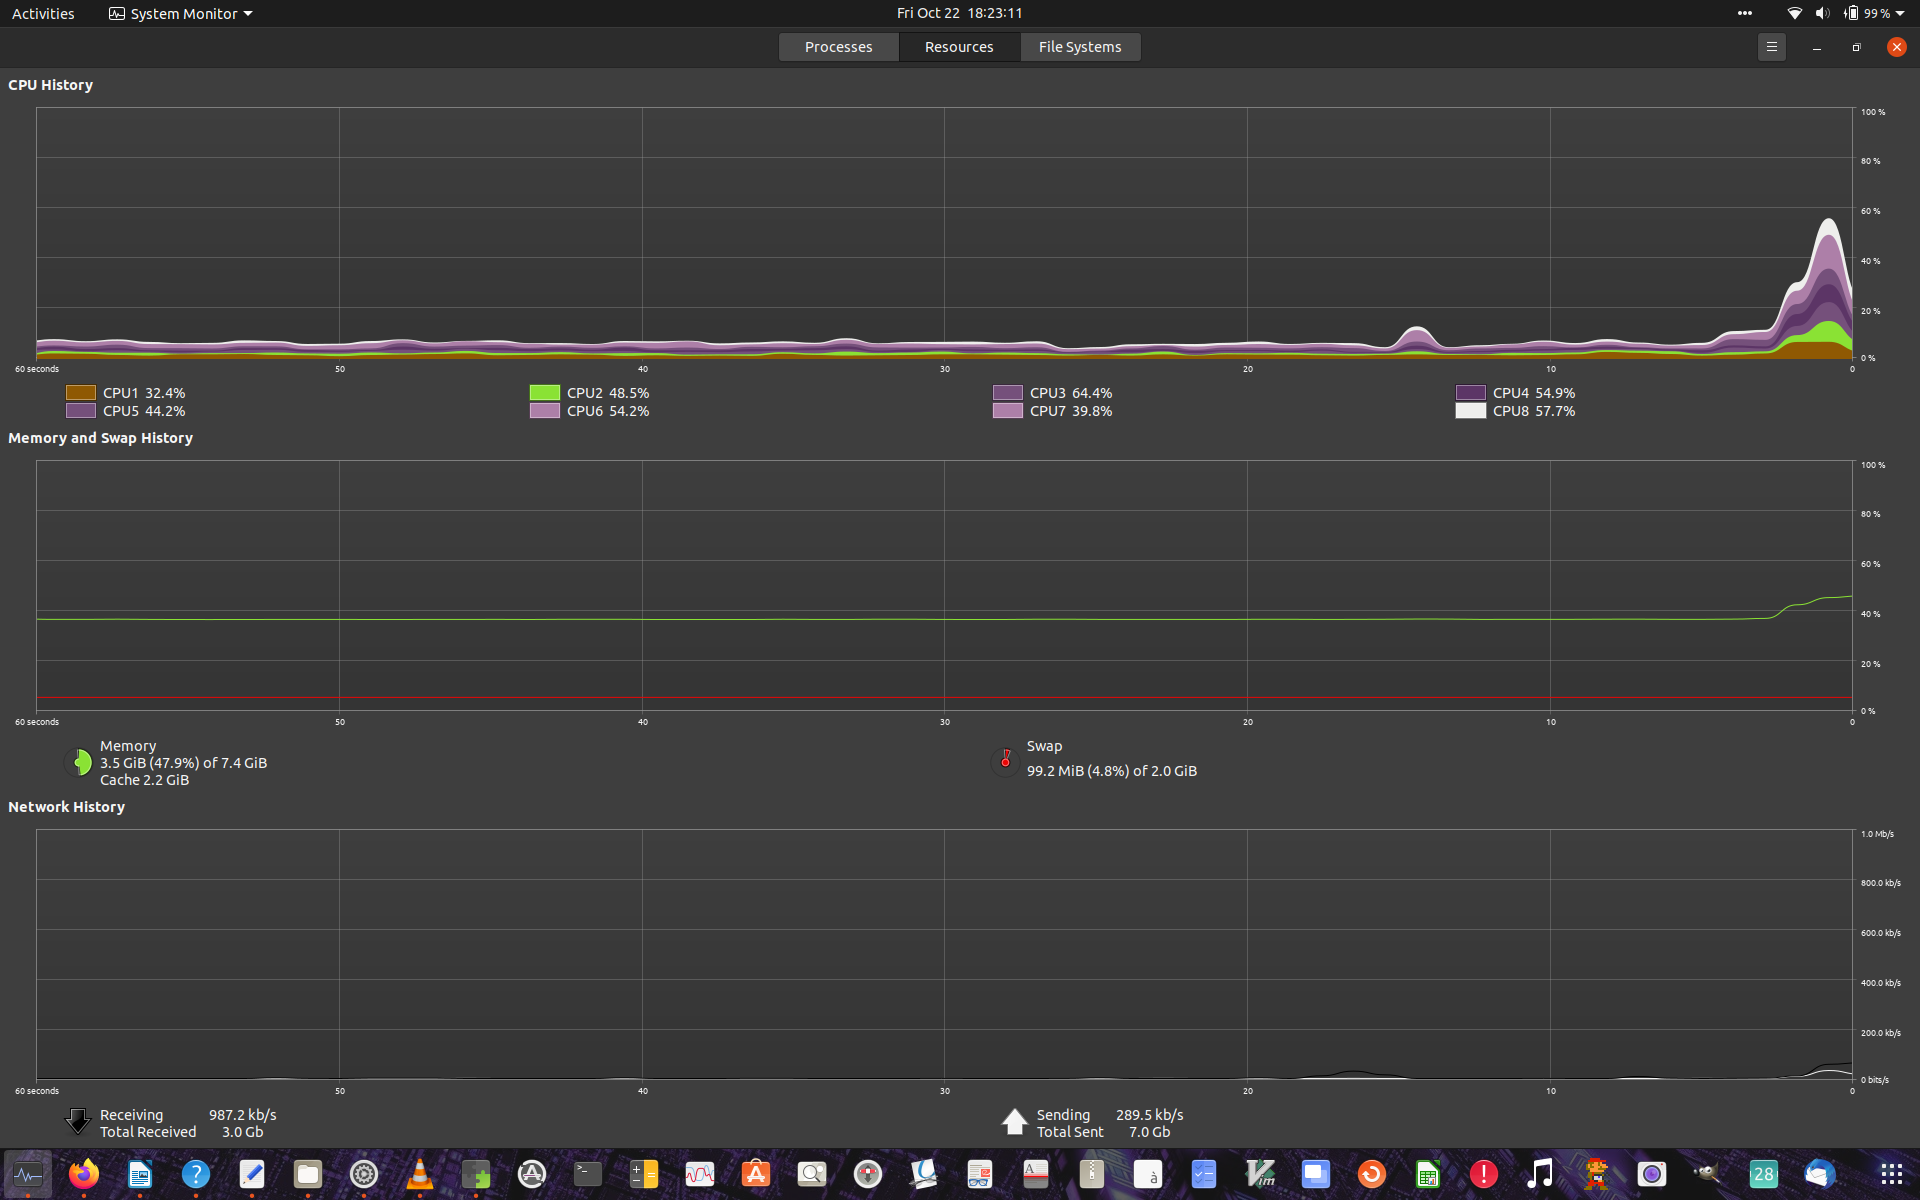 Activities System Monitor Fri Oct 22 18:23:11 99 %
Processes Resources File Systems
CPU History
100 %
80 %
60 %
40 %
20 %
0 %
60 seconds 50 40 30 20 10 0
CPU1 32.4% CPU2 48.5% CPU3 64.4% CPU4 54.9%
CPU5 44.2% CPU6 54.2% CPU7 39.8% CPU8 57.7%
Memory and Swap History
100 %
80 %
60 %
40 %
20 %
0 %
60 seconds 50 40 30 20 10 0
Memory
3.5 GiB (47.9%) of 7.4 GiB
Cache 2.2 GiB
Swap
99.2 MiB (4.8%) of 2.0 GiB
Network History
1.0 Mb/s
800.0 kb/s
600.0 kb/s
400.0 kb/s
200.0 kb/s
0 bits/s
60 seconds 50 40 30 20 10 0
Receiving 987.2 kb/s
Total Received 3.0 Gb
Sending 289.5 kb/s
Total Sent 7.0 Gb
? >_ A à Vim ! 28